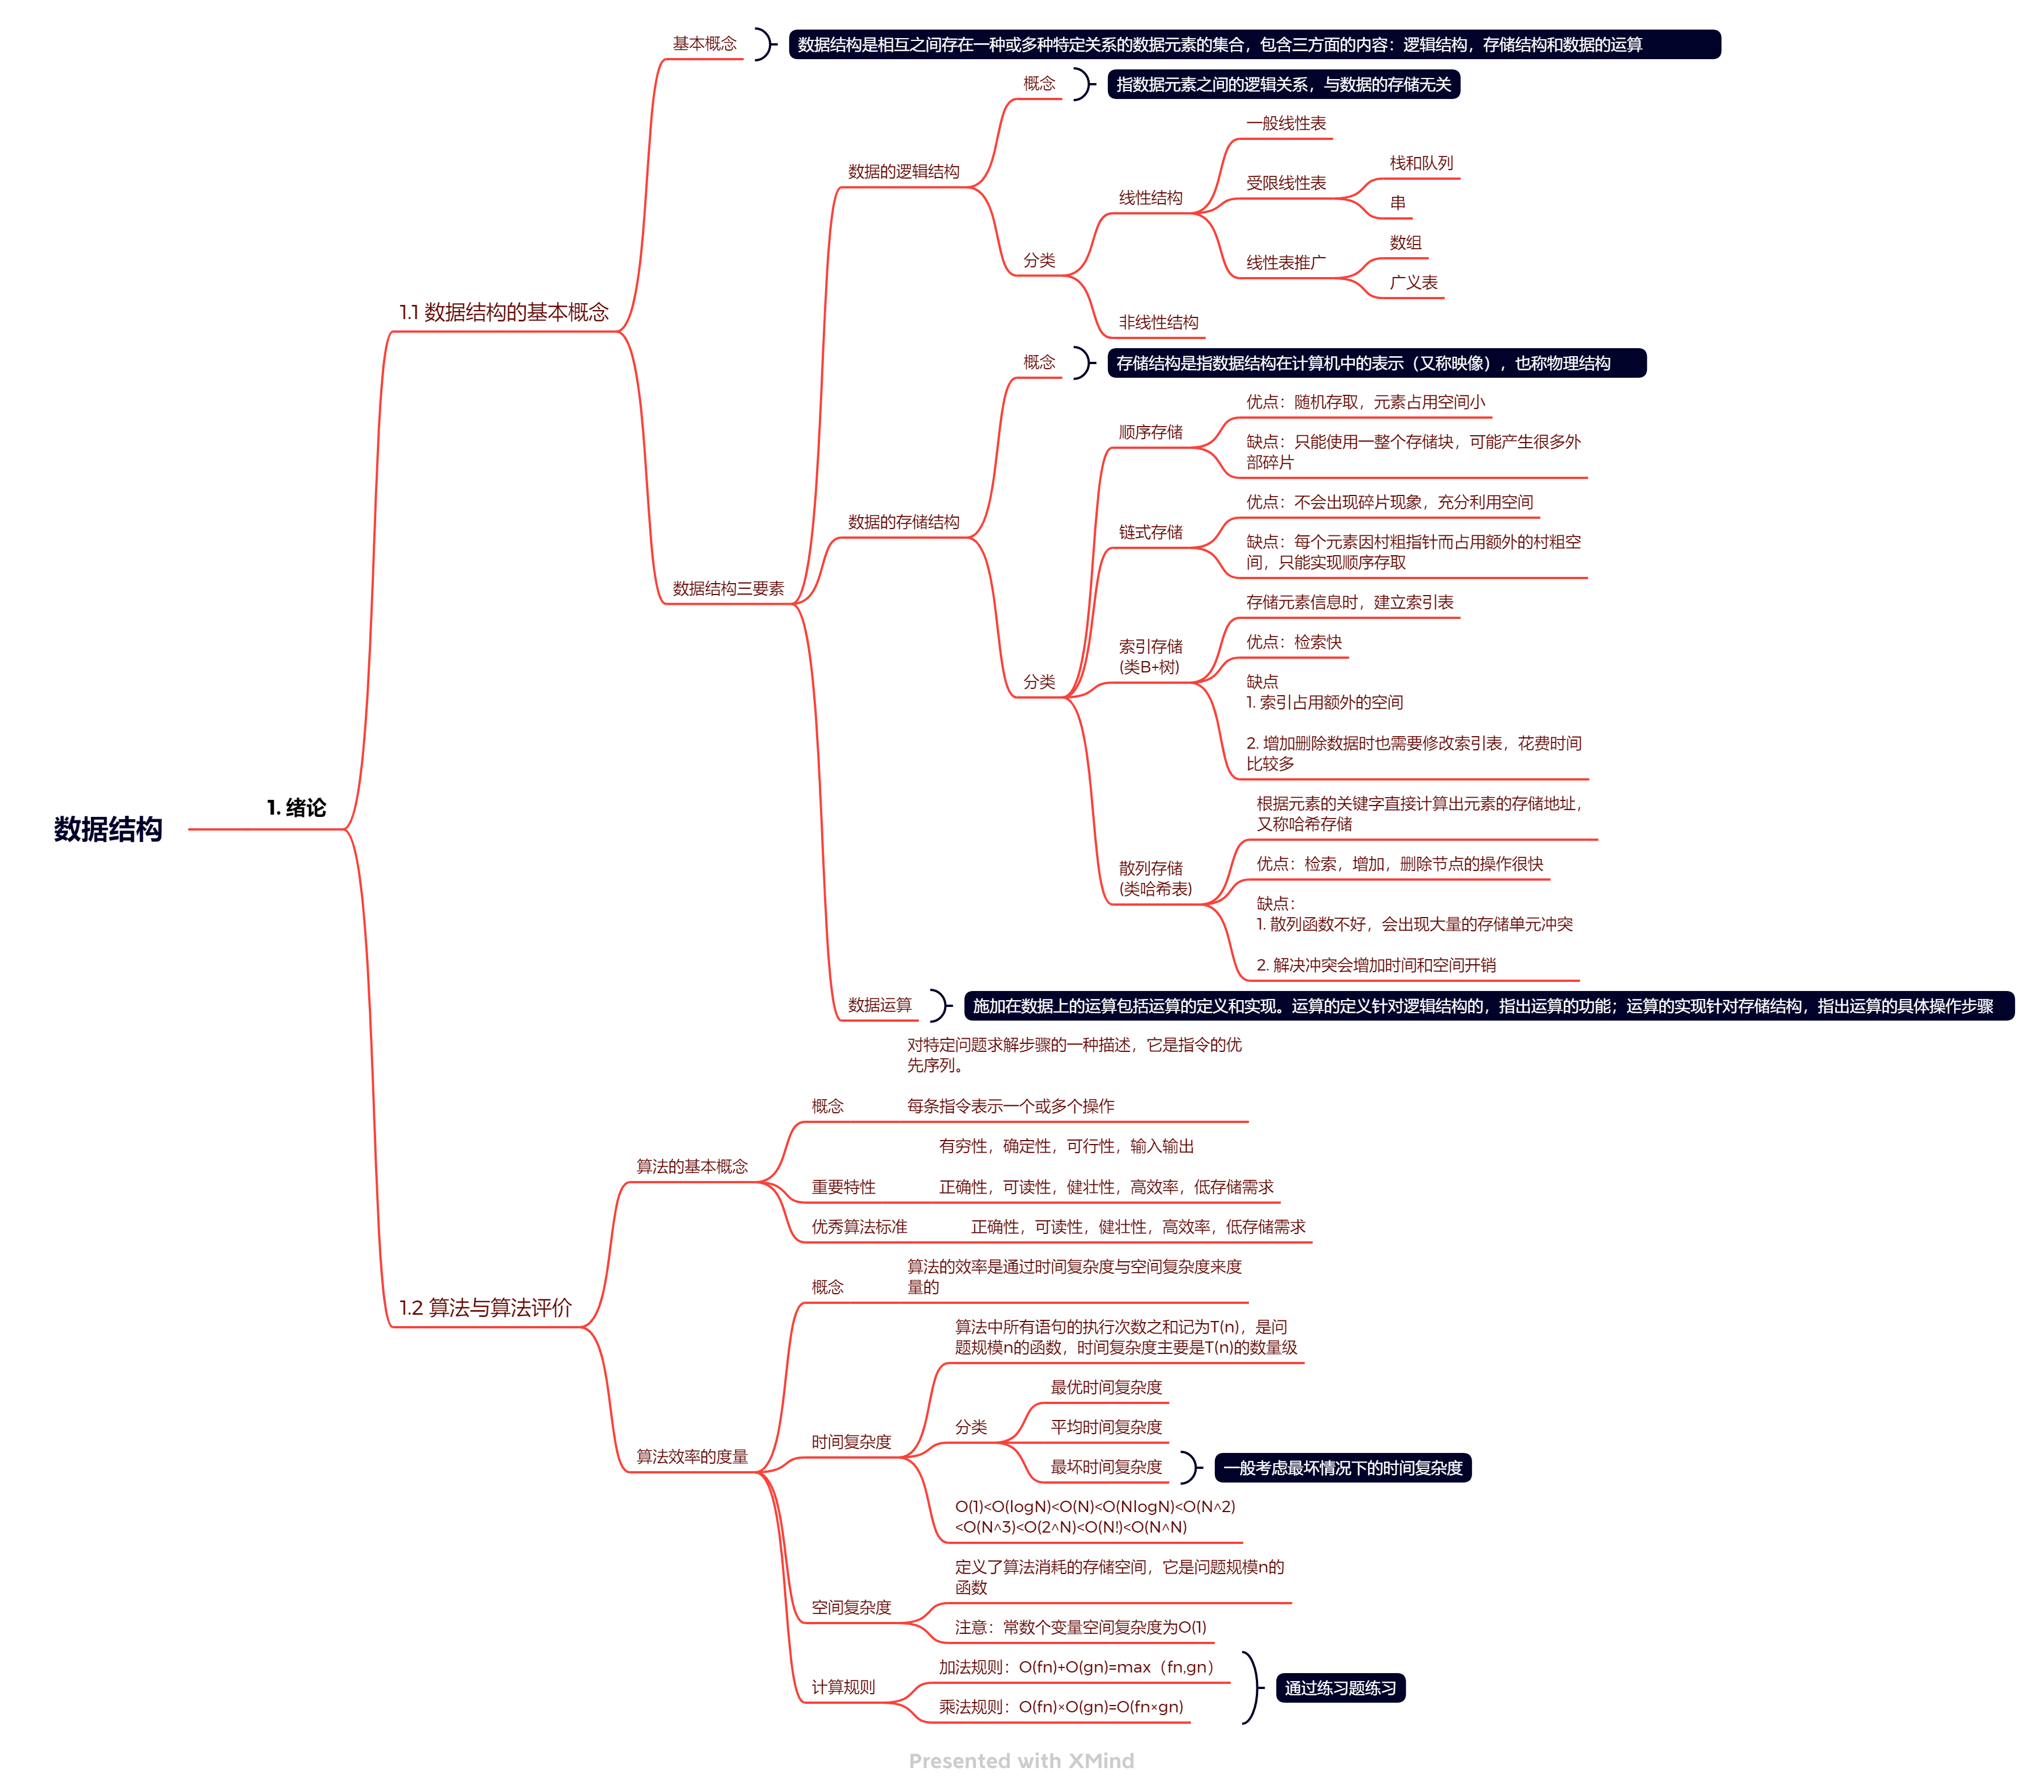 数据结构
1. 绪论
1.1 数据结构的基本概念
基本概念
数据结构是相互之间存在一种或多种特定关系的数据元素的集合，包含三方面的内容：逻辑结构，存储结构和数据的运算
数据结构三要素
数据的逻辑结构
概念
指数据元素之间的逻辑关系，与数据的存储无关
分类
线性结构
一般线性表
受限线性表
栈和队列
串
线性表推广
数组
广义表
非线性结构
数据的存储结构
概念
存储结构是指数据结构在计算机中的表示（又称映像），也称物理结构
分类
顺序存储
优点：随机存取，元素占用空间小
缺点：只能使用一整个存储块，可能产生很多外
部碎片
链式存储
优点：不会出现碎片现象，充分利用空间
缺点：每个元素因村粗指针而占用额外的村粗空
间，只能实现顺序存取
索引存储
(类B+树)
存储元素信息时，建立索引表
优点：检索快
缺点
1. 索引占用额外的空间
2. 增加删除数据时也需要修改索引表，花费时间
比较多
散列存储
(类哈希表)
根据元素的关键字直接计算出元素的存储地址，
又称哈希存储
优点：检索，增加，删除节点的操作很快
缺点：
1. 散列函数不好，会出现大量的存储单元冲突
2. 解决冲突会增加时间和空间开销
数据运算
施加在数据上的运算包括运算的定义和实现。运算的定义针对逻辑结构的，指出运算的功能；运算的实现针对存储结构，指出运算的具体操作步骤
1.2 算法与算法评价
算法的基本概念
概念
对特定问题求解步骤的一种描述，它是指令的优
先序列。
每条指令表示一个或多个操作
重要特性
有穷性，确定性，可行性，输入输出
正确性，可读性，健壮性，高效率，低存储需求
优秀算法标准
正确性，可读性，健壮性，高效率，低存储需求
算法效率的度量
概念
算法的效率是通过时间复杂度与空间复杂度来度
量的
时间复杂度
算法中所有语句的执行次数之和记为T(n)，是问
题规模n的函数，时间复杂度主要是T(n)的数量级
分类
最优时间复杂度
平均时间复杂度
最坏时间复杂度
一般考虑最坏情况下的时间复杂度
O(1)<O(logN)<O(N)<O(NlogN)<O(N^2)
<O(N^3)<O(2^N)<O(N!)<O(N^N)
空间复杂度
定义了算法消耗的存储空间，它是问题规模n的
函数
注意：常数个变量空间复杂度为O(1)
计算规则
加法规则：O(fn)+O(gn)=max（fn,gn）
乘法规则：O(fn)×O(gn)=O(fn×gn)
通过练习题练习
Presented with XMind